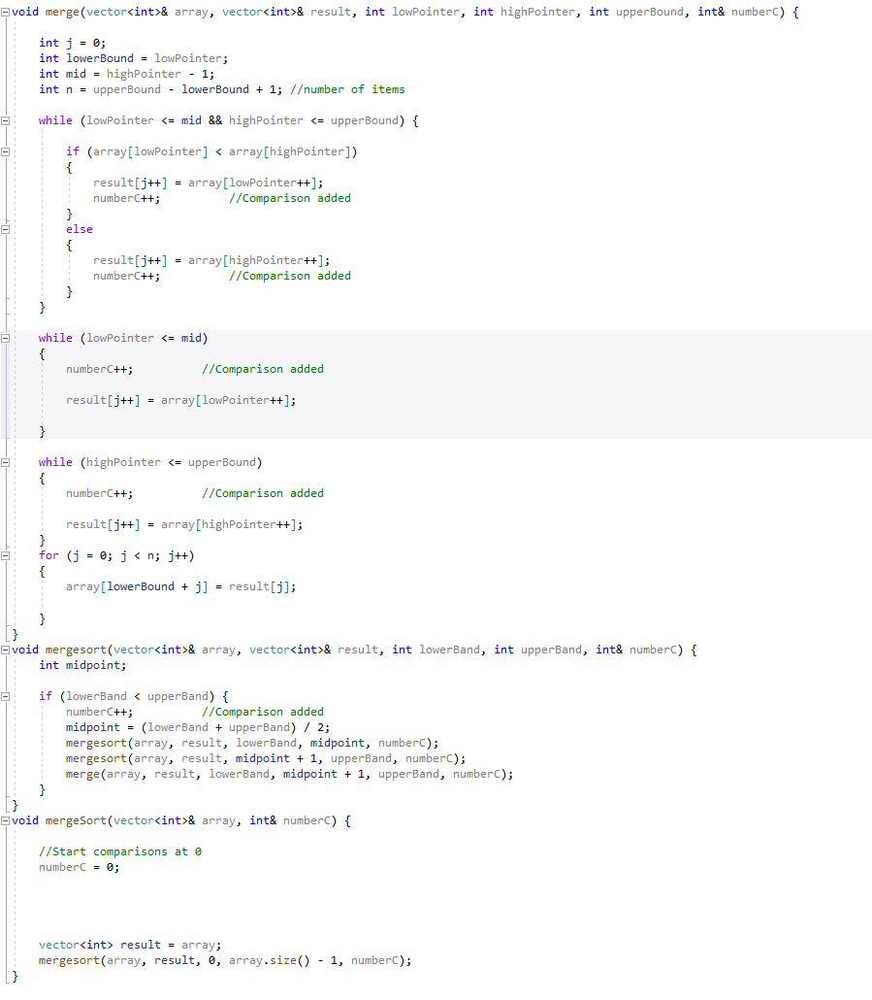 void merge(vector<int>& array, vector<int>& result, int lowPointer, int highPointer, int upperBound, int& numberC) {
int j = 0;
int lowerBound = lowPointer;
int mid = highPointer - 1;
int n = upperBound - lowerBound + 1; //number of items
while (lowPointer <= mid && highPointer <= upperBound) {
if (array[lowPointer] < array[highPointer])
{
result[j++] = array[lowPointer++];
numberC++; //Comparison added
}
else
{
result[j++] = array[highPointer++];
numberC++; //Comparison added
}
}
while (lowPointer <= mid)
{
numberC++; //Comparison added
result[j++] = array[lowPointer++];
}
while (highPointer <= upperBound)
{
numberC++; //Comparison added
result[j++] = array[highPointer++];
}
for (j = 0; j < n; j++)
{
array[lowerBound + j] = result[j];
}
}
void mergesort(vector<int>& array, vector<int>& result, int lowerBand, int upperBand, int& numberC) {
int midpoint;
if (lowerBand < upperBand) {
numberC++; //Comparison added
midpoint = (lowerBand + upperBand) / 2;
mergesort(array, result, lowerBand, midpoint, numberC);
mergesort(array, result, midpoint + 1, upperBand, numberC);
merge(array, result, lowerBand, midpoint + 1, upperBand, numberC);
}
}
void mergeSort(vector<int>& array, int& numberC) {
//Start comparisons at 0
numberC = 0;
vector<int> result = array;
mergesort(array, result, 0, array.size() - 1, numberC);
}